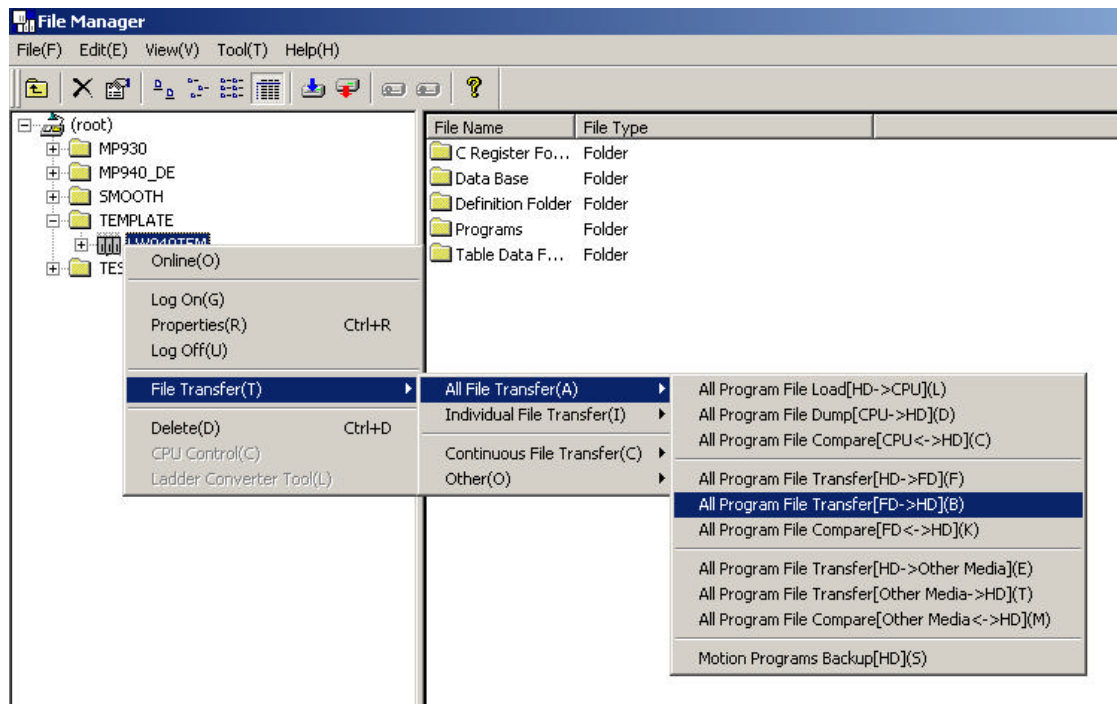 File Manager
File(F) Edit(E) View(V) Tool(T) Help(H)
(root)
MP930
MP940_DE
SMOOTH
TEMPLATE
File Name File Type
C Register Fo... Folder
Data Base Folder
Definition Folder Folder
Programs Folder
Table Data F... Folder
Online(O)
Log On(G)
Properties(R) Ctrl+R
Log Off(U)
File Transfer(T)
Delete(D) Ctrl+D
CPU Control(C)
Ladder Converter Tool(L)
All File Transfer(A)
Individual File Transfer(I)
Continuous File Transfer(C)
Other(O)
All Program File Load[HD->CPU](L)
All Program File Dump[CPU->HD](D)
All Program File Compare[CPU<->HD](C)
All Program File Transfer[HD->FD](F)
All Program File Transfer[FD->HD](B)
All Program File Compare[FD<->HD](K)
All Program File Transfer[HD->Other Media](E)
All Program File Transfer[Other Media->HD](T)
All Program File Compare[Other Media<->HD](M)
Motion Programs Backup[HD](S)